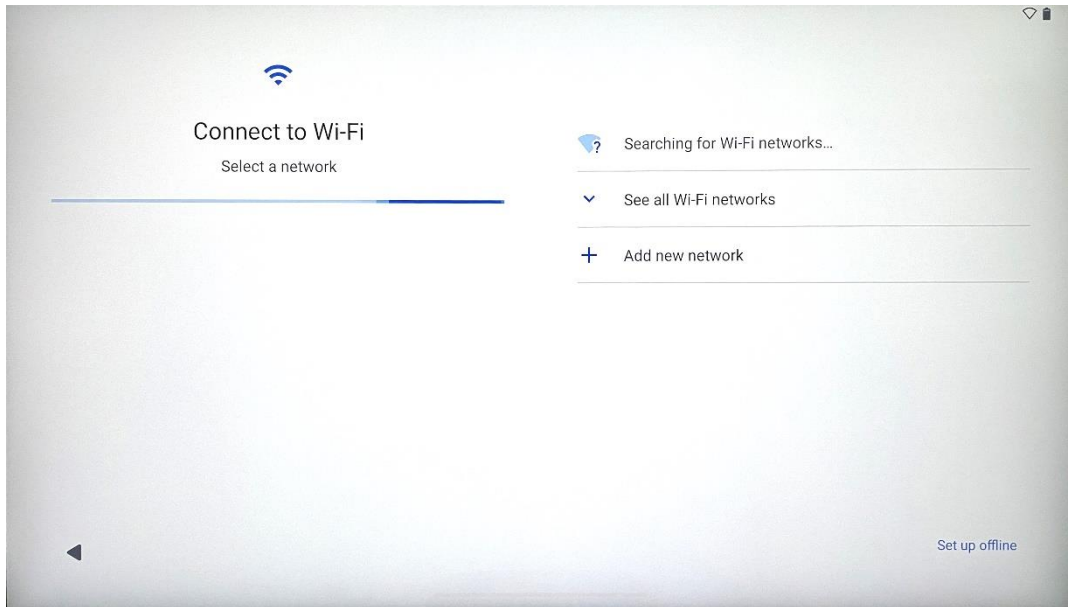 Connect to Wi-Fi
Select a network
Searching for Wi-Fi networks...
See all Wi-Fi networks
Add new network
Set up offline